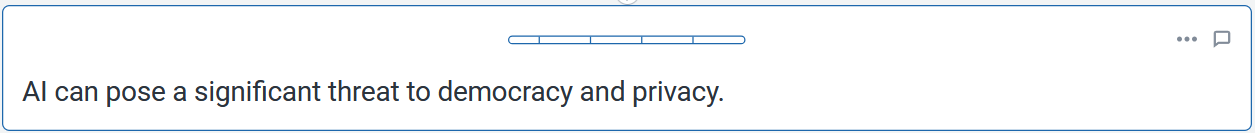 AI can pose a significant threat to democracy and privacy.